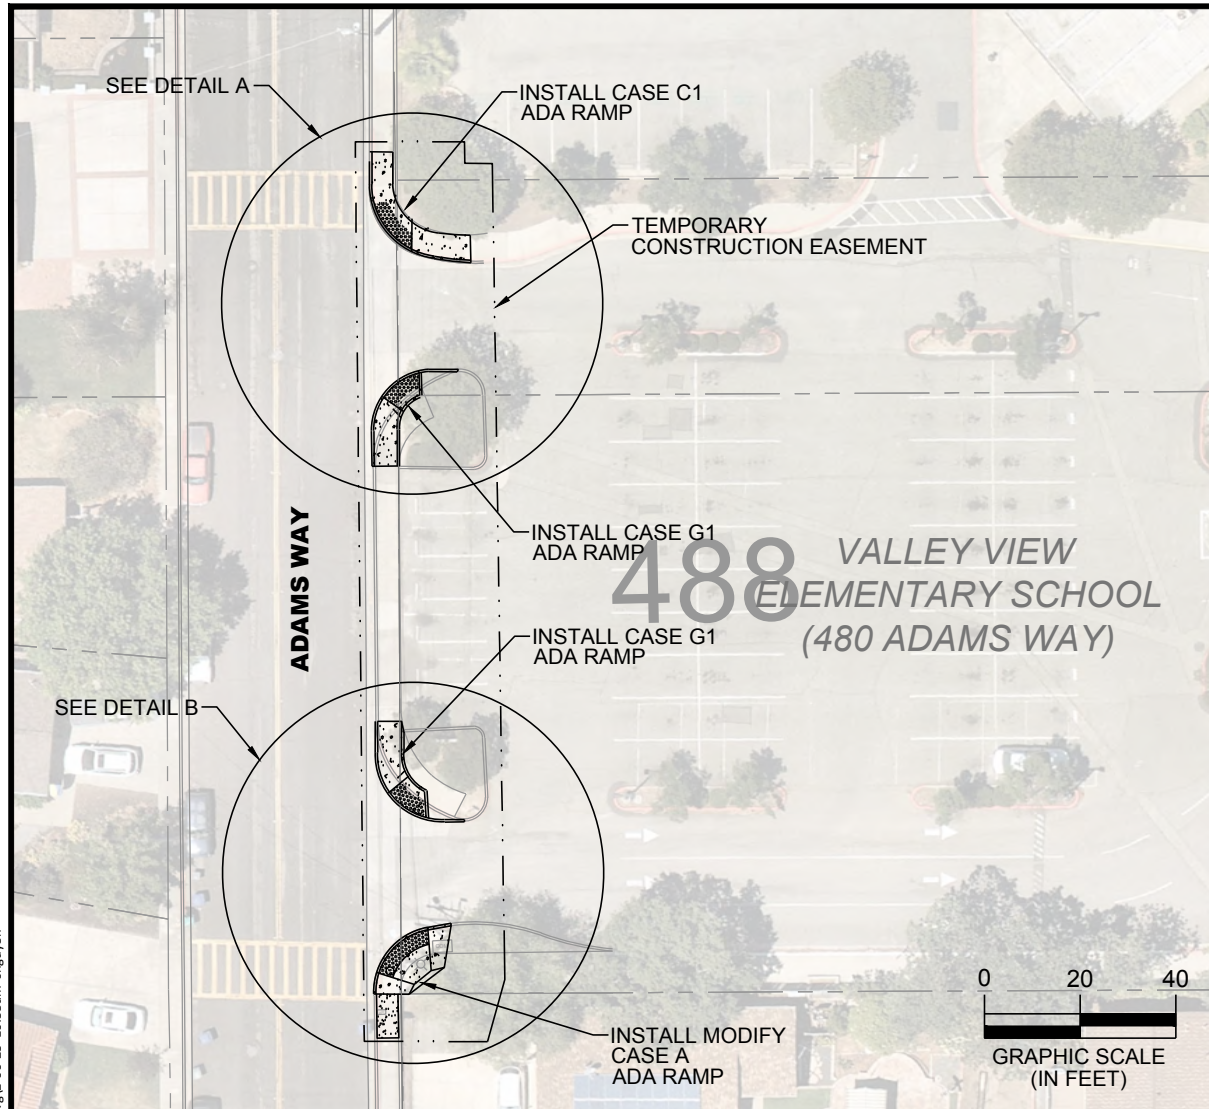 SEE DETAIL A
INSTALL CASE C1
ADA RAMP
TEMPORARY
CONSTRUCTION EASEMENT
ADAMS WAY
INSTALL CASE G1
ADA RAMP
488
VALLEY VIEW
ELEMENTARY SCHOOL
(480 ADAMS WAY)
INSTALL CASE G1
ADA RAMP
SEE DETAIL B
0 20 40
GRAPHIC SCALE
(IN FEET)
INSTALL MODIFY
CASE A
ADA RAMP